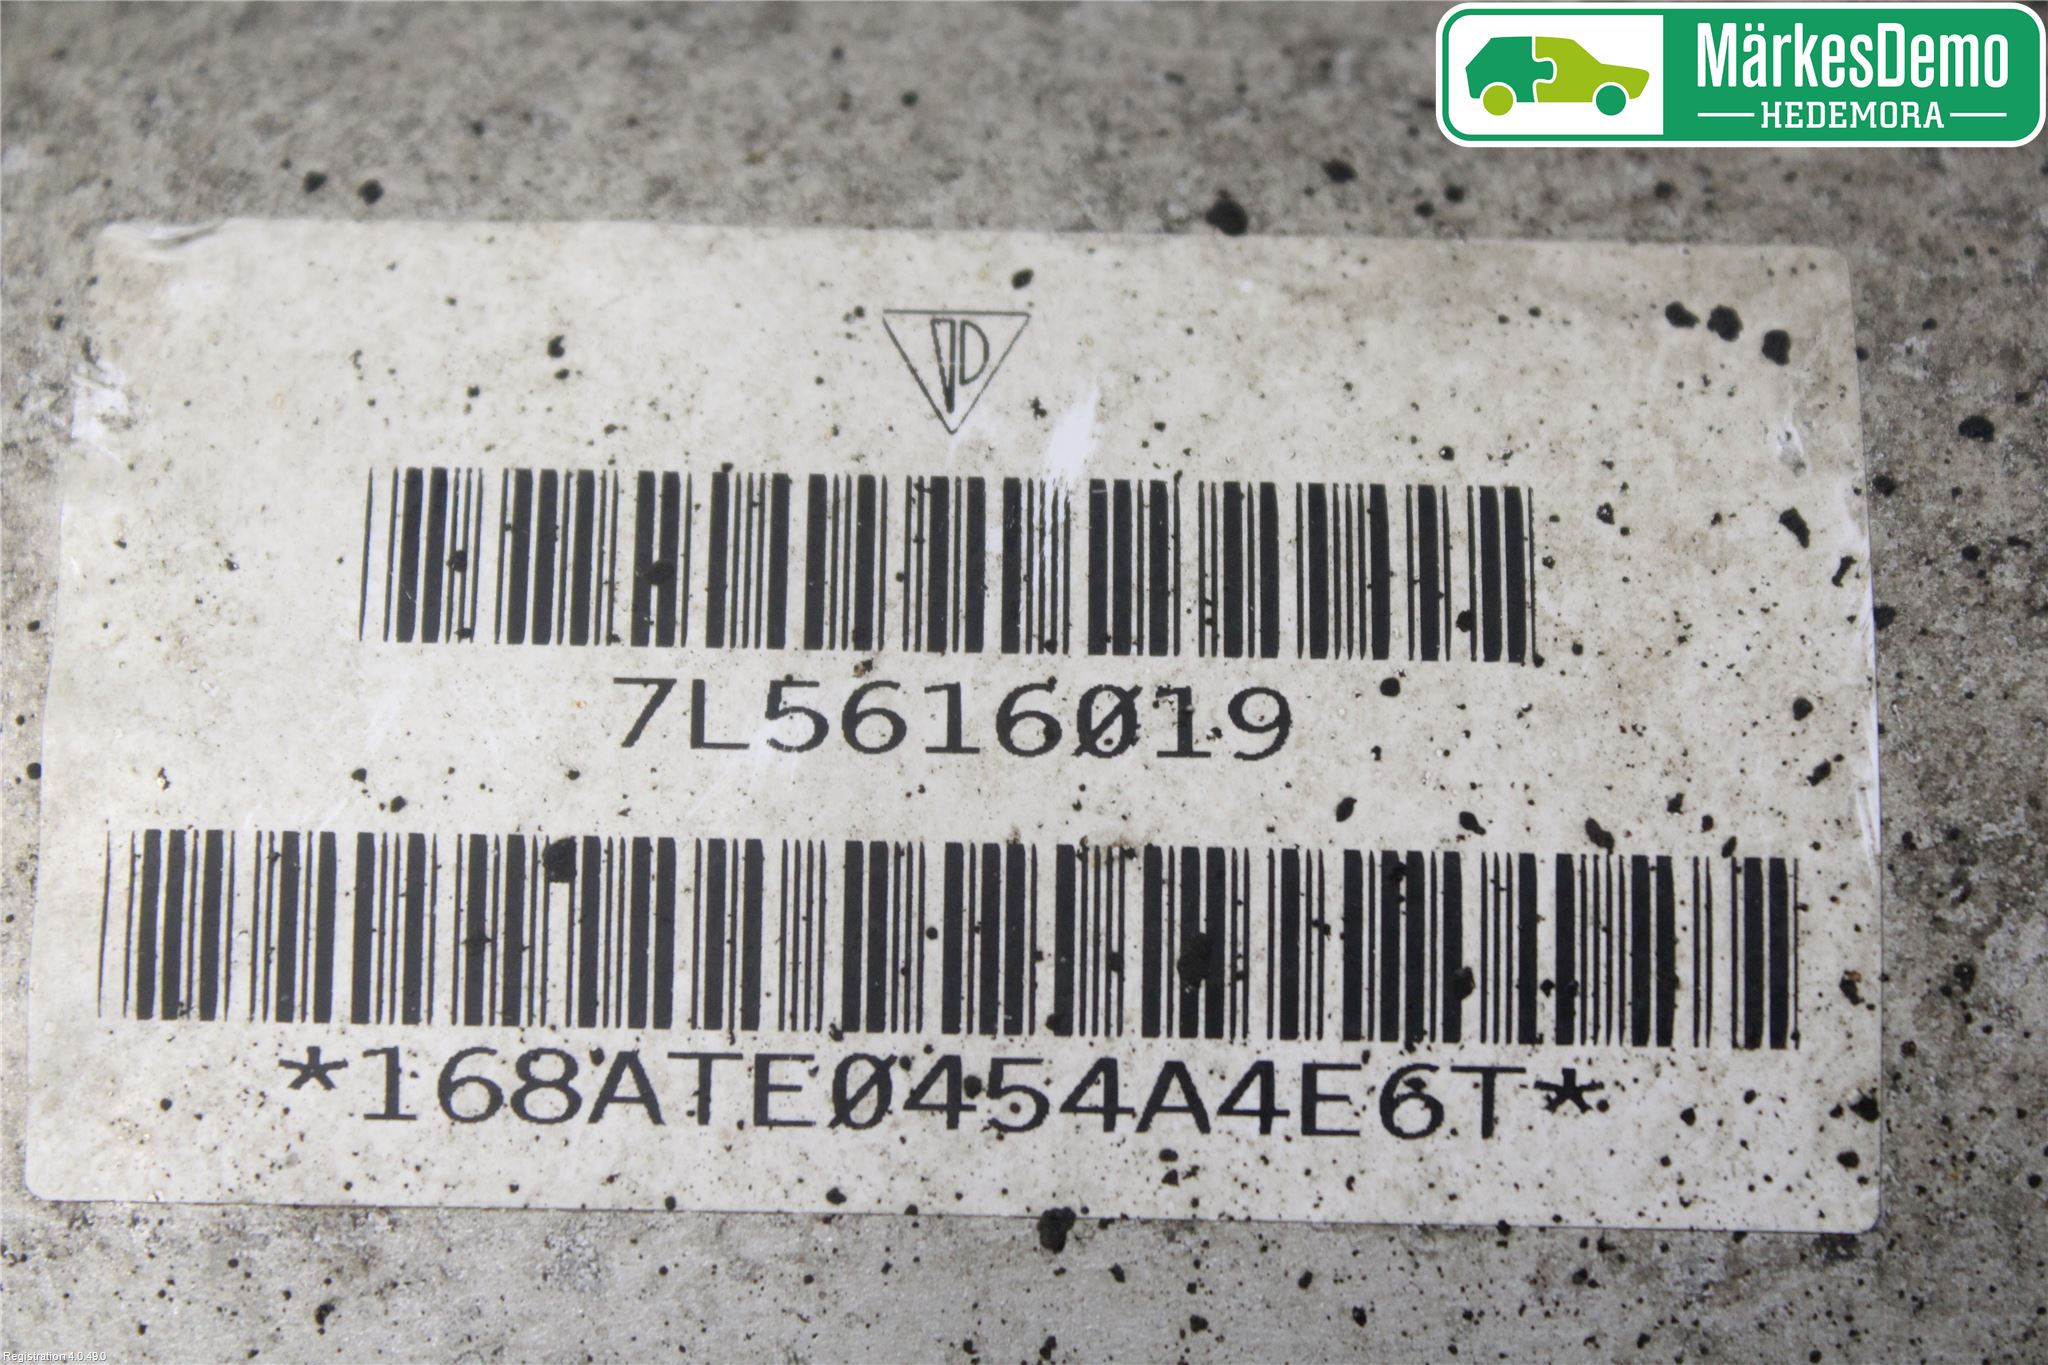 MärkesDemo
HEDEMORA
7L5616019
*168ATE0454A4E6T*
Registration 4.0.49.0